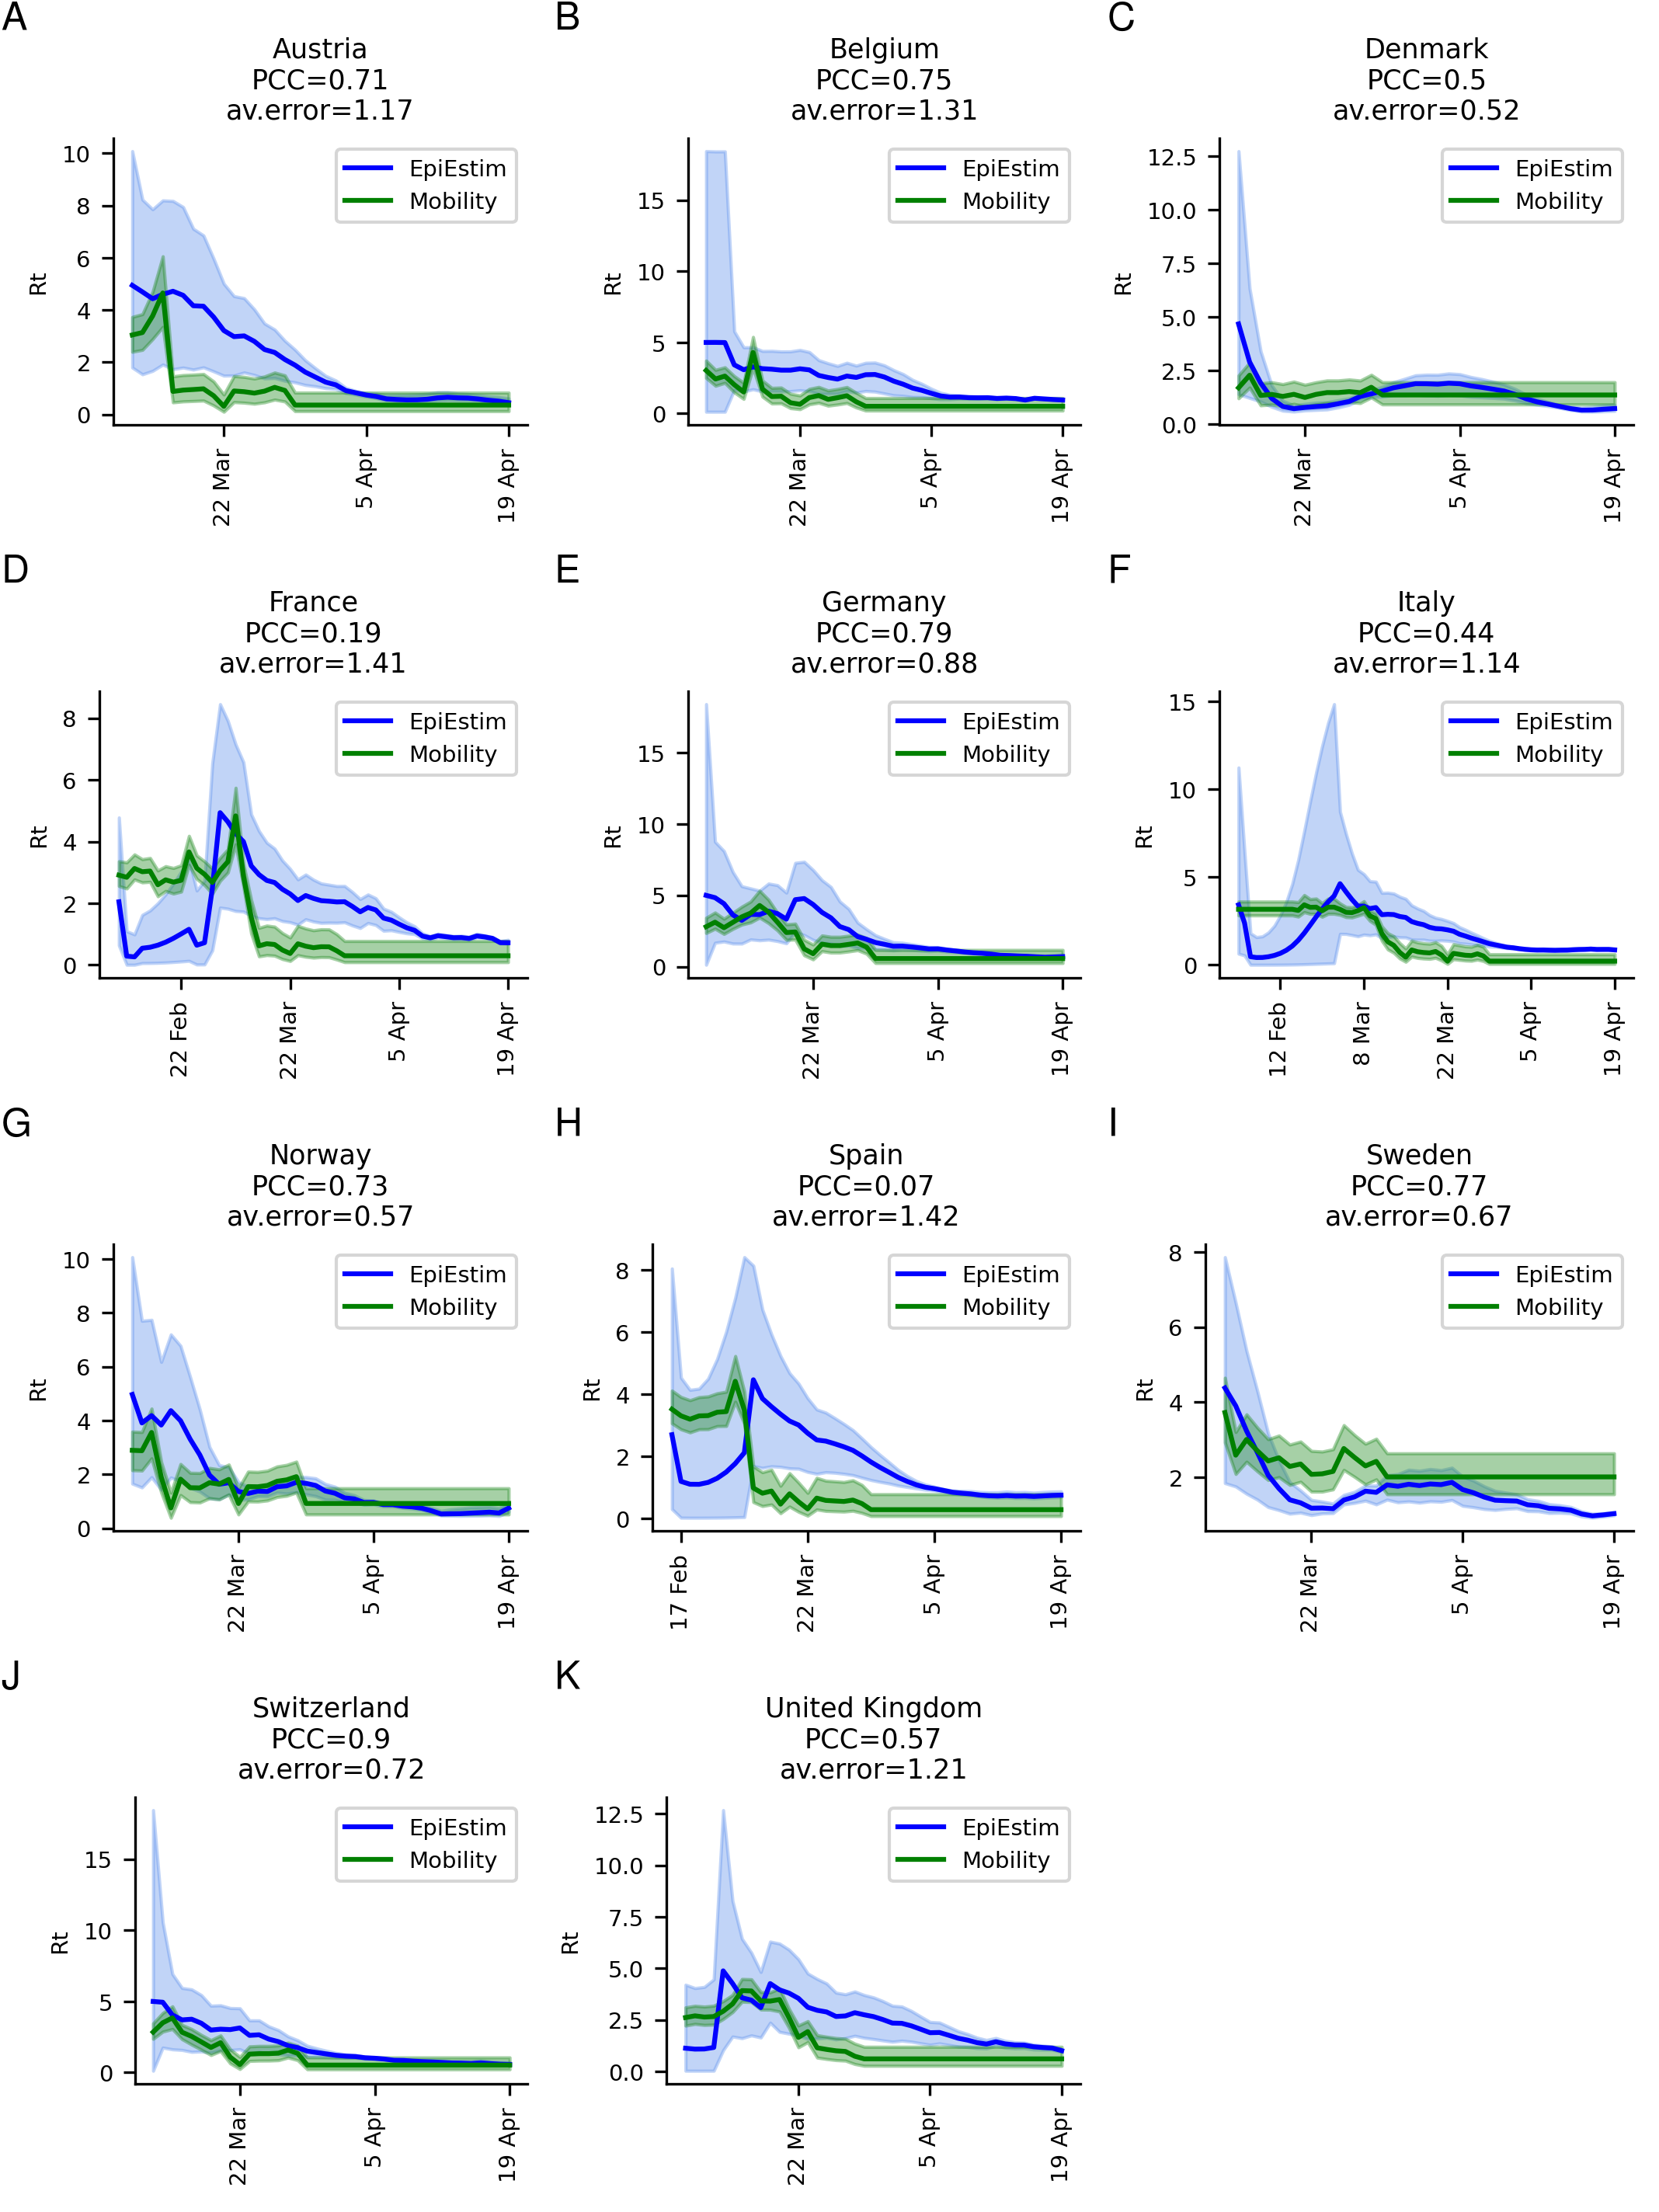 A
Austria
PCC=0.71
av.error=1.17
EpiEstim
Mobility
Rt
10
8
6
4
2
0
22 Mar
5 Apr
19 Apr
B
Belgium
PCC=0.75
av.error=1.31
EpiEstim
Mobility
Rt
15
10
5
0
22 Mar
5 Apr
19 Apr
C
Denmark
PCC=0.5
av.error=0.52
EpiEstim
Mobility
Rt
12.5
10.0
7.5
5.0
2.5
0.0
22 Mar
5 Apr
19 Apr
D
France
PCC=0.19
av.error=1.41
EpiEstim
Mobility
Rt
8
6
4
2
0
22 Feb
22 Mar
5 Apr
19 Apr
E
Germany
PCC=0.79
av.error=0.88
EpiEstim
Mobility
Rt
15
10
5
0
22 Mar
5 Apr
19 Apr
F
Italy
PCC=0.44
av.error=1.14
EpiEstim
Mobility
Rt
15
10
5
0
12 Feb
8 Mar
22 Mar
5 Apr
19 Apr
G
Norway
PCC=0.73
av.error=0.57
EpiEstim
Mobility
Rt
10
8
6
4
2
0
22 Mar
5 Apr
19 Apr
H
Spain
PCC=0.07
av.error=1.42
EpiEstim
Mobility
Rt
8
6
4
2
0
17 Feb
22 Mar
5 Apr
19 Apr
I
Sweden
PCC=0.77
av.error=0.67
EpiEstim
Mobility
Rt
8
6
4
2
22 Mar
5 Apr
19 Apr
J
Switzerland
PCC=0.9
av.error=0.72
EpiEstim
Mobility
Rt
15
10
5
0
22 Mar
5 Apr
19 Apr
K
United Kingdom
PCC=0.57
av.error=1.21
EpiEstim
Mobility
Rt
12.5
10.0
7.5
5.0
2.5
0.0
22 Mar
5 Apr
19 Apr